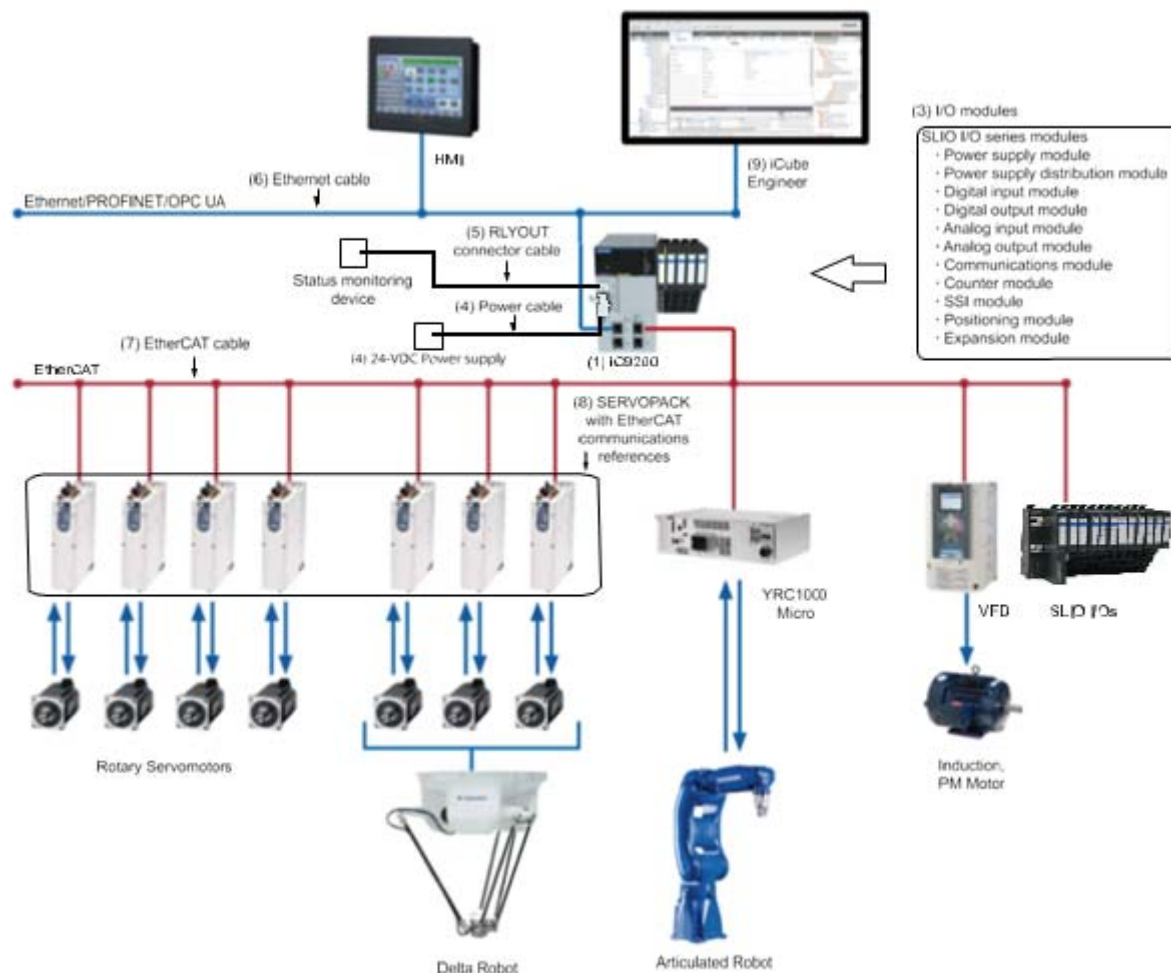 (3) I/O modules
SLIO I/O series modules
・Power supply module
・Power supply distribution module
・Digital input module
・Digital output module
・Analog input module
・Analog output module
・Communications module
・Counter module
・SSI module
・Positioning module
・Expansion module
HMI
(9) iCube
Engineer
(6) Ethernet cable
Ethernet/PROFINET/OPC UA
(5) RLYOUT
connector cable
Status monitoring
device
(4) Power cable
(4) 24-VDC Power supply
(1) iC9200
(7) EtherCAT cable
EtherCAT
(8) SERVOPACK
with EtherCAT
communications
references
YRC1000
Micro
VFD
SLIO I/Os
Rotary Servomotors
Induction,
PM Motor
Delta Robot
Articulated Robot